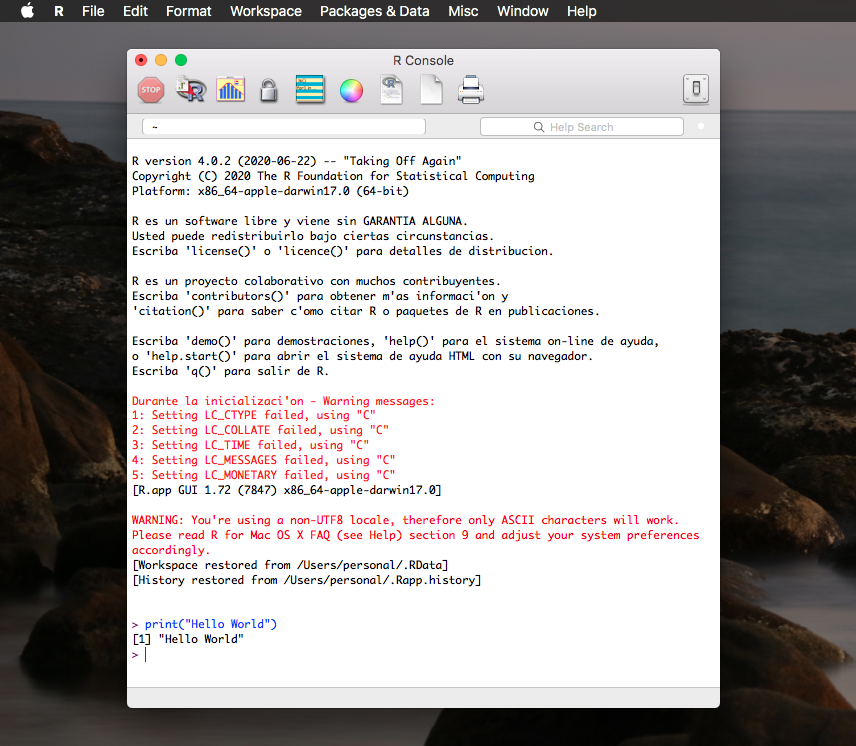 R File Edit Format Workspace Packages & Data Misc Window Help
R Console
STOP
~
Help Search
R version 4.0.2 (2020-06-22) -- "Taking Off Again"
Copyright (C) 2020 The R Foundation for Statistical Computing
Platform: x86_64-apple-darwin17.0 (64-bit)
R es un software libre y viene sin GARANTIA ALGUNA.
Usted puede redistribuirlo bajo ciertas circunstancias.
Escriba 'license()' o 'licence()' para detalles de distribucion.
R es un proyecto colaborativo con muchos contribuyentes.
Escriba 'contributors()' para obtener m'as informaci'on y
'citation()' para saber c'omo citar R o paquetes de R en publicaciones.
Escriba 'demo()' para demostraciones, 'help()' para el sistema on-line de ayuda,
o 'help.start()' para abrir el sistema de ayuda HTML con su navegador.
Escriba 'q()' para salir de R.
Durante la inicializaci'on - Warning messages:
1: Setting LC_CTYPE failed, using "C"
2: Setting LC_COLLATE failed, using "C"
3: Setting LC_TIME failed, using "C"
4: Setting LC_MESSAGES failed, using "C"
5: Setting LC_MONETARY failed, using "C"
[R.app GUI 1.72 (7847) x86_64-apple-darwin17.0]
WARNING: You're using a non-UTF8 locale, therefore only ASCII characters will work.
Please read R for Mac OS X FAQ (see Help) section 9 and adjust your system preferences
accordingly.
[Workspace restored from /Users/personal/.RData]
[History restored from /Users/personal/.Rapp.history]
> print("Hello World")
[1] "Hello World"
>